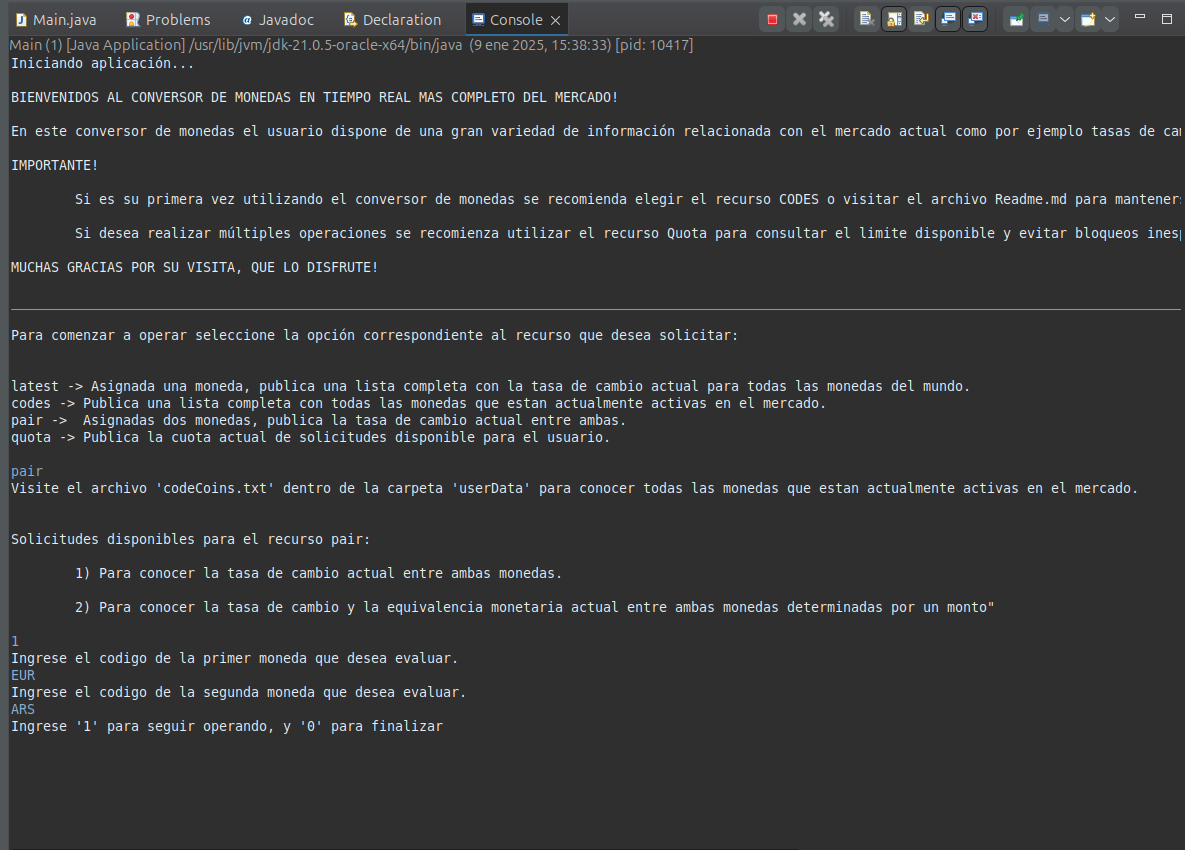 Main.java Problems Javadoc Declaration Console
Main (1) [Java Application] /usr/lib/jvm/jdk-21.0.5-oracle-x64/bin/java (9 ene 2025, 15:38:33) [pid: 10417]
Iniciando aplicación...
BIENVENIDOS AL CONVERSOR DE MONEDAS EN TIEMPO REAL MAS COMPLETO DEL MERCADO!
En este conversor de monedas el usuario dispone de una gran variedad de información relacionada con el mercado actual como por ejemplo tasas de
IMPORTANTE!
Si es su primera vez utilizando el conversor de monedas se recomienda elegir el recurso CODES o visitar el archivo Readme.md para
Si desea realizar múltiples operaciones se recomienza utilizar el recurso Quota para consultar el limite disponible y evitar bloqueos
MUCHAS GRACIAS POR SU VISITA, QUE LO DISFRUTE!
Para comenzar a operar seleccione la opción correspondiente al recurso que desea solicitar:
latest -> Asignada una moneda, publica una lista completa con la tasa de cambio actual para todas las monedas del mundo.
codes -> Publica una lista completa con todas las monedas que estan actualmente activas en el mercado.
pair ->  Asignadas dos monedas, publica la tasa de cambio actual entre ambas.
quota -> Publica la cuota actual de solicitudes disponible para el usuario.
pair
Visite el archivo 'codeCoins.txt' dentro de la carpeta 'userData' para conocer todas las monedas que estan actualmente activas en el mercado.
Solicitudes disponibles para el recurso pair:
1) Para conocer la tasa de cambio actual entre ambas monedas.
2) Para conocer la tasa de cambio y la equivalencia monetaria actual entre ambas monedas determinadas por un monto"
1
Ingrese el codigo de la primer moneda que desea evaluar.
EUR
Ingrese el codigo de la segunda moneda que desea evaluar.
ARS
Ingrese '1' para seguir operando, y '0' para finalizar